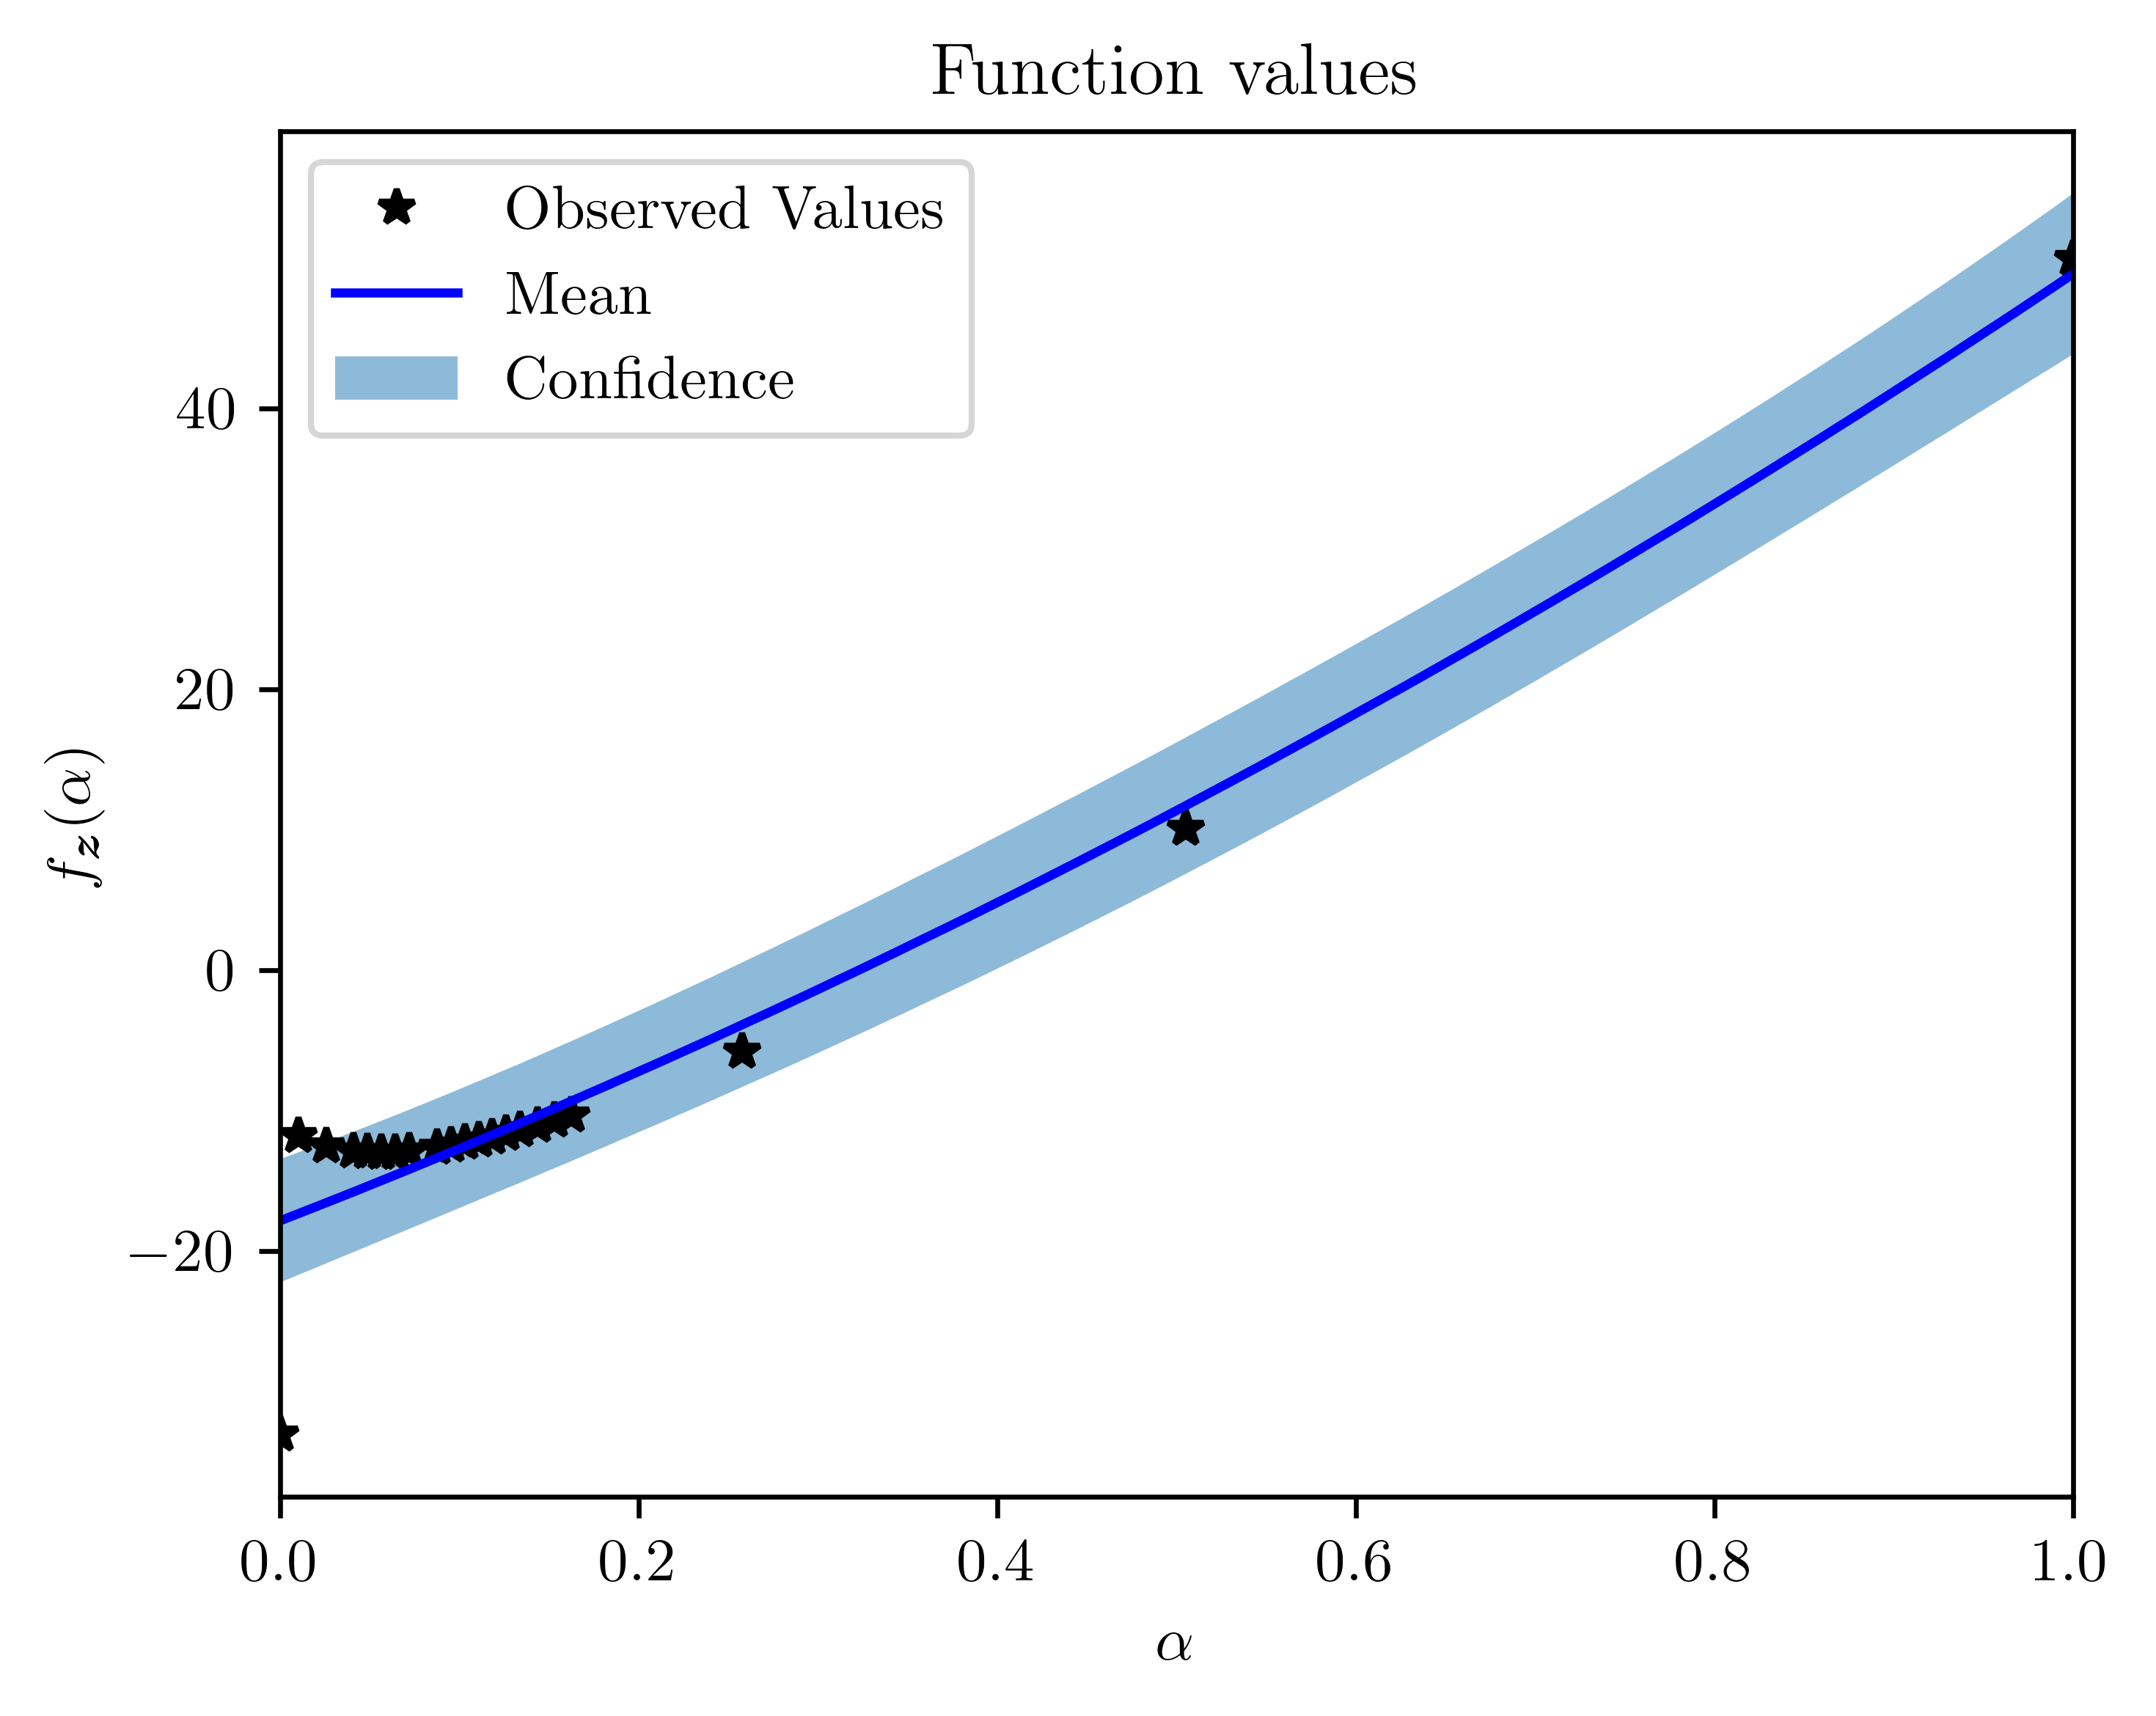 Function values
Observed Values
Mean
Confidence
40
20
0
−20
f_z(α)
0.0 0.2 0.4 0.6 0.8 1.0
α